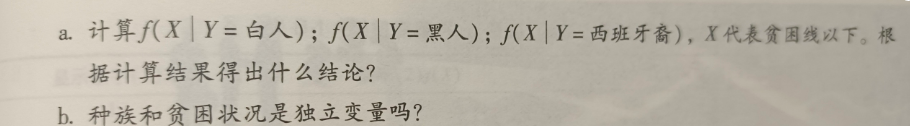 a. 计算f(X | Y = 白人); f(X | Y = 黑人); f(X | Y = 西班牙裔), X代表贫困线以下。根
据计算结果得出什么结论?
b. 种族和贫困状况是独立变量吗?